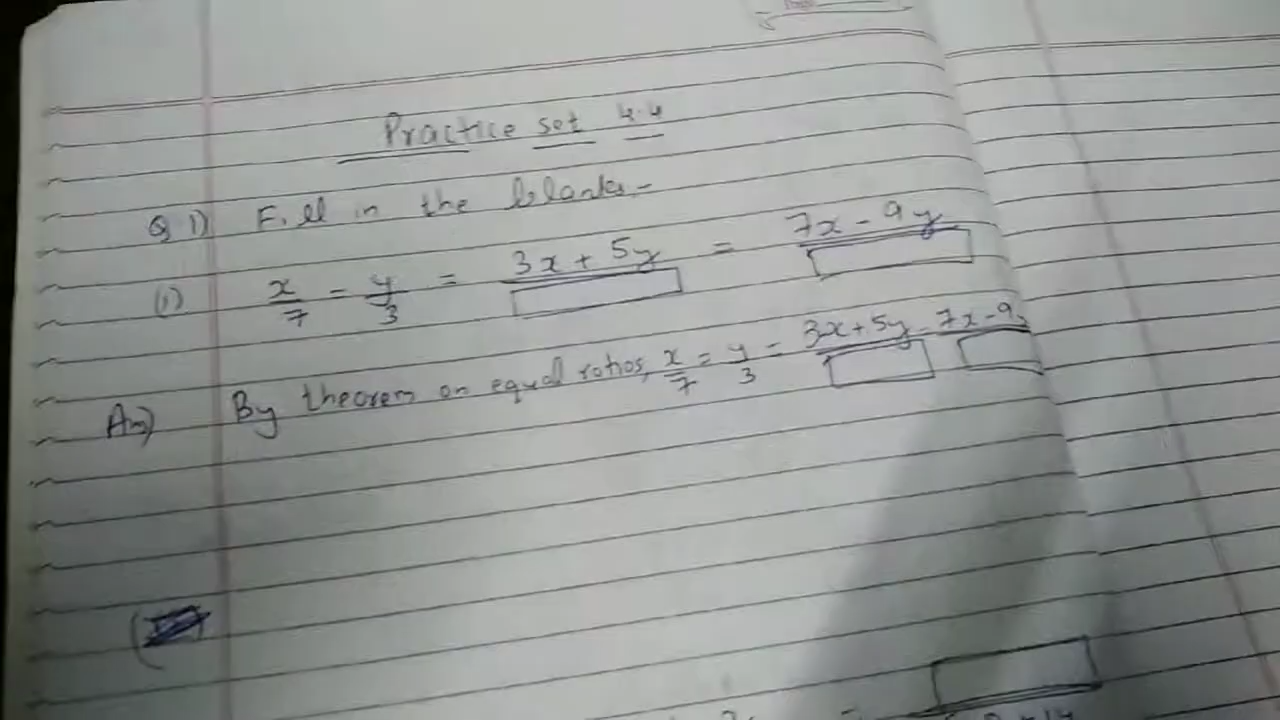 Practice set 4.4
Q 1) Fill in the blanks-
(i) x/7 = y/3 = 3x + 5y/▭ = 7x - 9y/▭
Ans) By theorem on equal ratios, x/7 = y/3 = 3x+5y/▭ = 7x-9y/▭